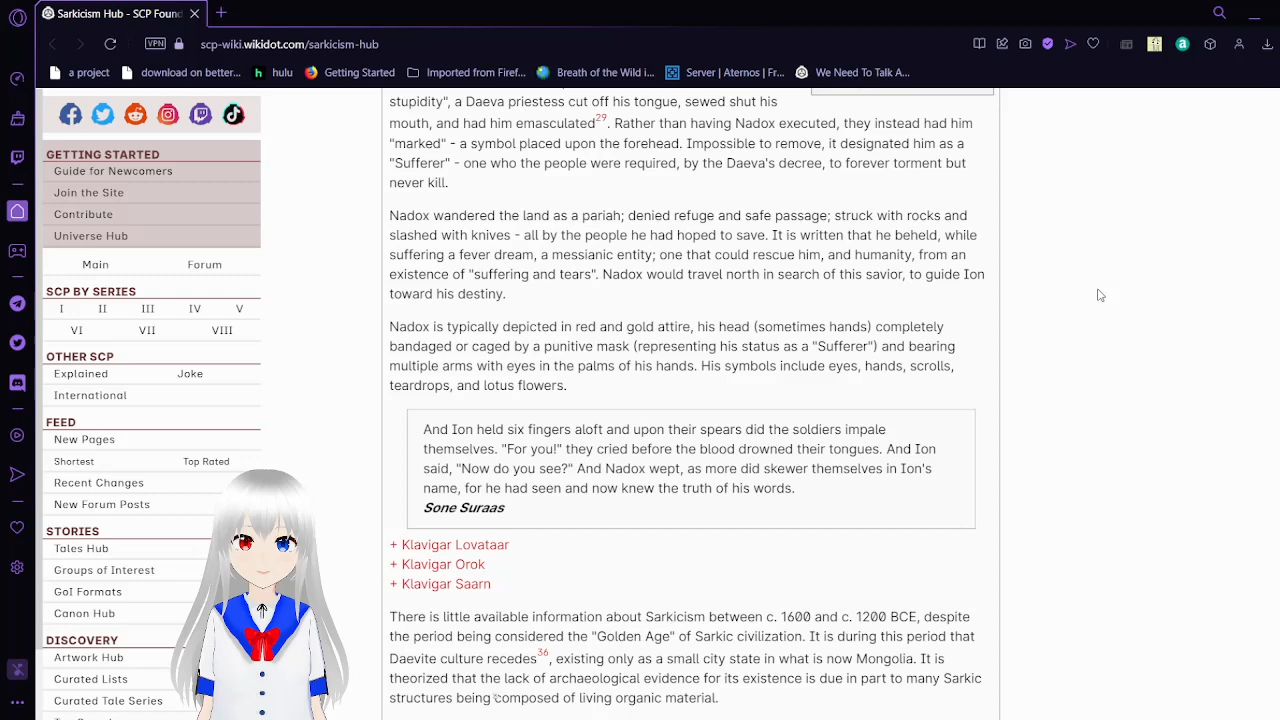 Sarkicism Hub - SCP Found
VPN
scp-wiki.wikidot.com/sarkicism-hub
a project
download on better...
hulu
Getting Started
Imported from Firef...
Breath of the Wild i...
Server | Aternos | Fr...
We Need To Talk A...
GETTING STARTED
Guide for Newcomers
Join the Site
Contribute
Universe Hub
Main Forum
SCP BY SERIES
I II III IV V
VI VII VIII
OTHER SCP
Explained Joke
International
FEED
New Pages
Shortest Top Rated
Recent Changes
New Forum Posts
STORIES
Tales Hub
Groups of Interest
GoI Formats
Canon Hub
DISCOVERY
Artwork Hub
Curated Lists
Curated Tale Series
stupidity", a Daeva priestess cut off his tongue, sewed shut his
mouth, and had him emasculated29. Rather than having Nadox executed, they instead had him
"marked" - a symbol placed upon the forehead. Impossible to remove, it designated him as a
"Sufferer" - one who the people were required, by the Daeva's decree, to forever torment but
never kill.
Nadox wandered the land as a pariah; denied refuge and safe passage; struck with rocks and
slashed with knives - all by the people he had hoped to save. It is written that he beheld, while
suffering a fever dream, a messianic entity; one that could rescue him, and humanity, from an
existence of "suffering and tears". Nadox would travel north in search of this savior, to guide Ion
toward his destiny.
Nadox is typically depicted in red and gold attire, his head (sometimes hands) completely
bandaged or caged by a punitive mask (representing his status as a "Sufferer") and bearing
multiple arms with eyes in the palms of his hands. His symbols include eyes, hands, scrolls,
teardrops, and lotus flowers.
And Ion held six fingers aloft and upon their spears did the soldiers impale
themselves. "For you!" they cried before the blood drowned their tongues. And Ion
said, "Now do you see?" And Nadox wept, as more did skewer themselves in Ion's
name, for he had seen and now knew the truth of his words.
Sone Suraas
+ Klavigar Lovataar
+ Klavigar Orok
+ Klavigar Saarn
There is little available information about Sarkicism between c. 1600 and c. 1200 BCE, despite
the period being considered the "Golden Age" of Sarkic civilization. It is during this period that
Daevite culture recedes36, existing only as a small city state in what is now Mongolia. It is
theorized that the lack of archaeological evidence for its existence is due in part to many Sarkic
structures being composed of living organic material.